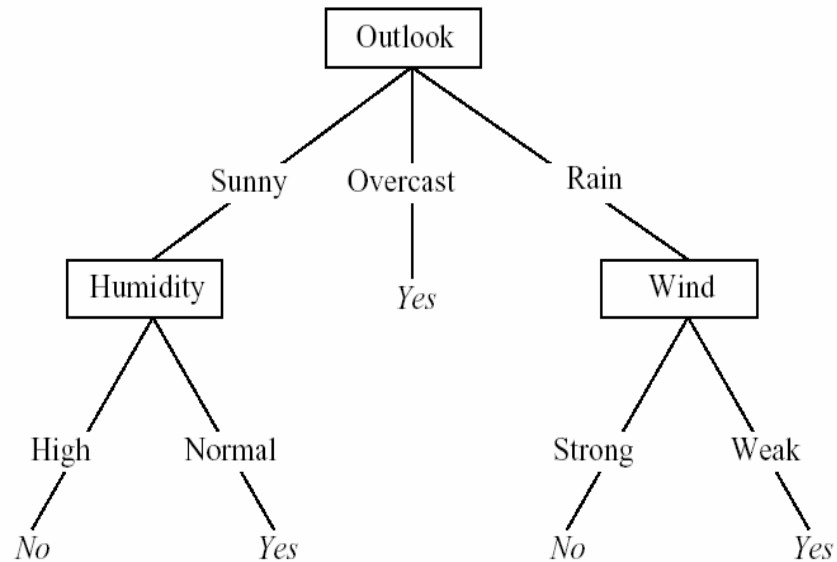 Outlook
Sunny Overcast Rain
Humidity Yes Wind
High Normal Strong Weak
No Yes No Yes